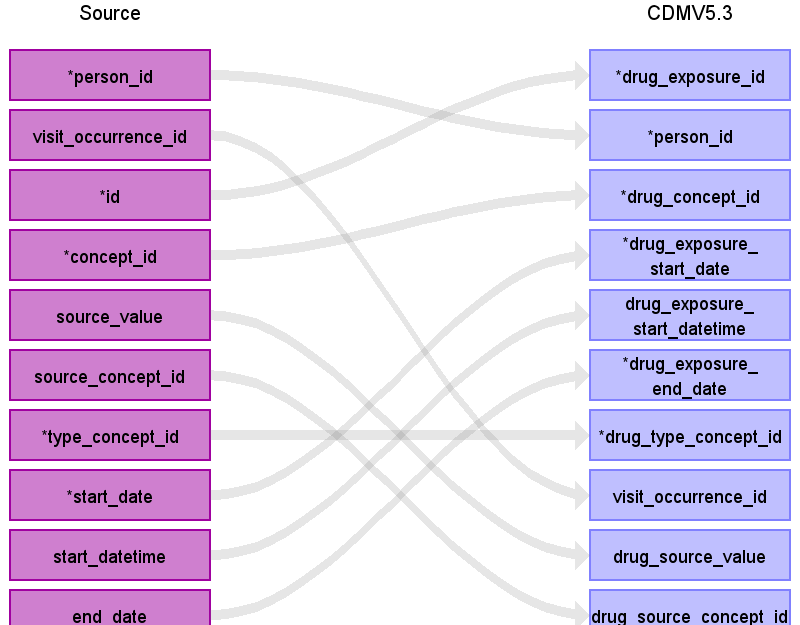 Source
CDMV5.3
*person_id
*drug_exposure_id
visit_occurrence_id
*person_id
*id
*drug_concept_id
*concept_id
*drug_exposure_
start_date
source_value
drug_exposure_
start_datetime
source_concept_id
*drug_exposure_
end_date
*type_concept_id
*drug_type_concept_id
*start_date
visit_occurrence_id
start_datetime
drug_source_value
end_date
drug_source_concept_id